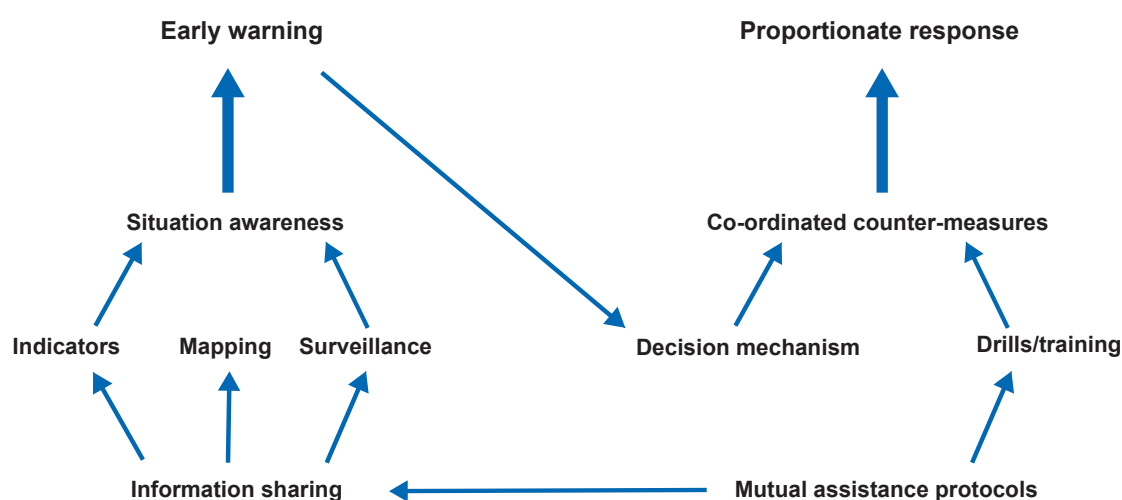 Early warning
Proportionate response
Situation awareness
Co-ordinated counter-measures
Indicators
Mapping
Surveillance
Decision mechanism
Drills/training
Information sharing
Mutual assistance protocols